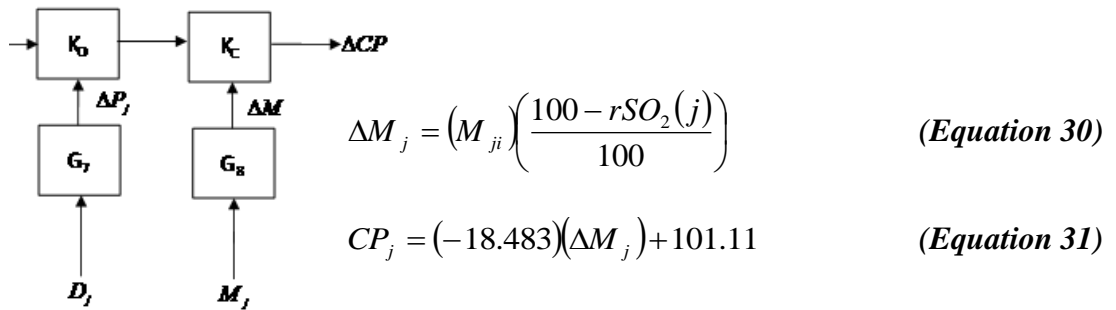 K_D K_C ΔCP
ΔP_j ΔM
G_7 G_8
D_j M_j
ΔM_j = (M_ji)((100 − rSO_2(j))/100) (Equation 30)
CP_j = (−18.483)(ΔM_j)+101.11 (Equation 31)